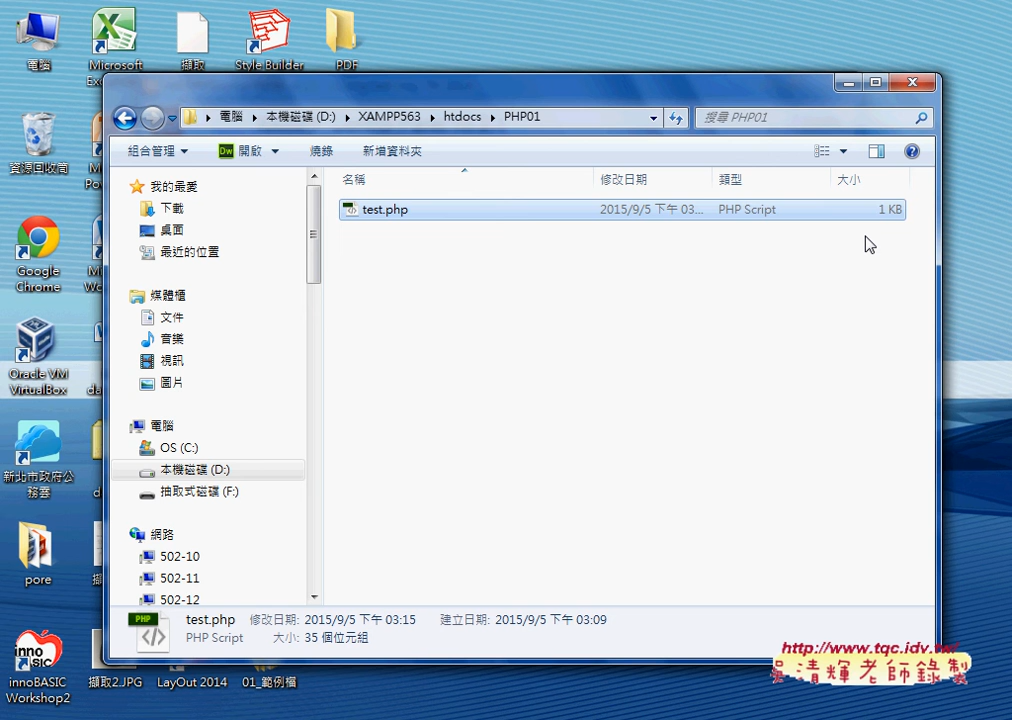 電腦
Microsoft
擷取
Style Builder
PDF
電腦 本機磁碟 (D:) XAMPP563 htdocs PHP01
搜尋 PHP01
組合管理
Dw 開啟
燒錄
新增資料夾
資源回收筒
我的最愛
下載
桌面
最近的位置
名稱
修改日期
類型
大小
test.php
2015/9/5 下午 03...
PHP Script
1 KB
Google
Chrome
媒體櫃
文件
音樂
視訊
圖片
Oracle VM
VirtualBox
電腦
OS (C:)
本機磁碟 (D:)
抽取式磁碟 (F:)
新北市政府公
務雲
網路
502-10
502-11
502-12
pore
PHP
test.php
修改日期: 2015/9/5 下午 03:15
建立日期: 2015/9/5 下午 03:09
PHP Script
大小: 35 個位元組
inno
innoBASIC
Workshop2
擷取2.JPG
LayOut 2014
01_範例檔
http://www.tqc.idv.tw/
吳清輝老師錄製